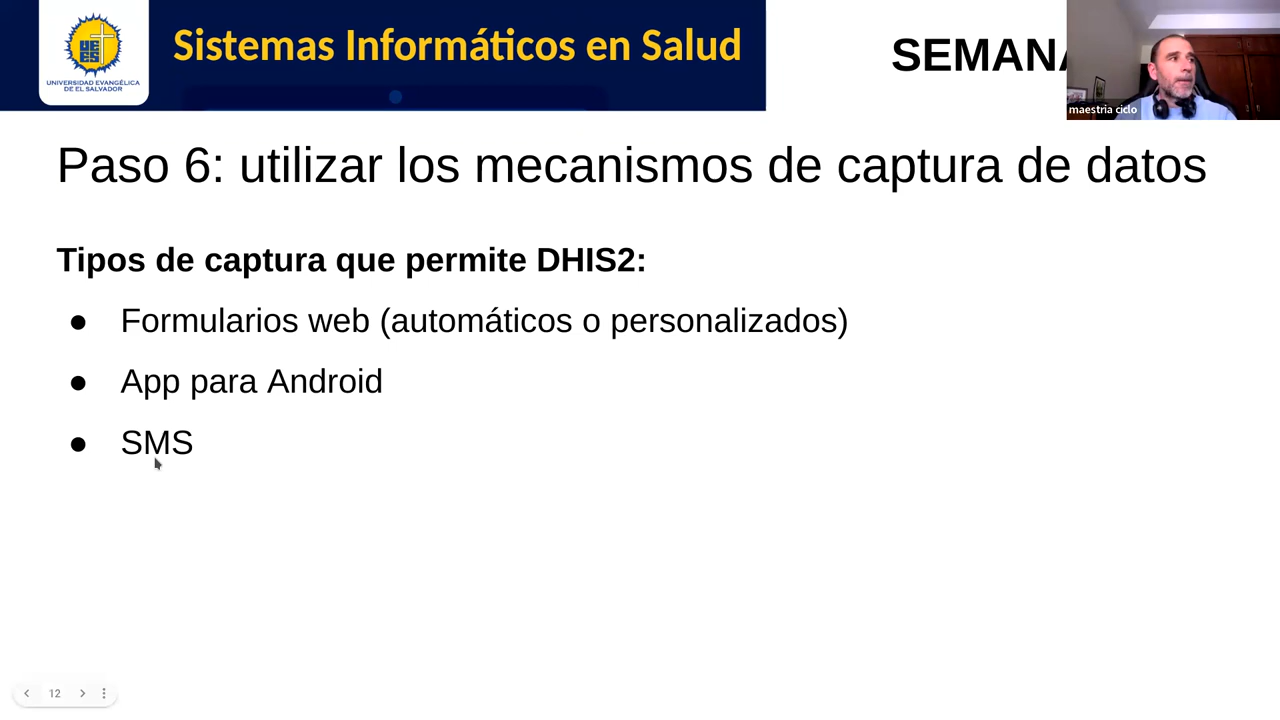 UNIVERSIDAD EVANGÉLICA
DE EL SALVADOR
Sistemas Informáticos en Salud
SEMANA
maestria ciclo
Paso 6: utilizar los mecanismos de captura de datos
Tipos de captura que permite DHIS2:
● Formularios web (automáticos o personalizados)
● App para Android
● SMS
12